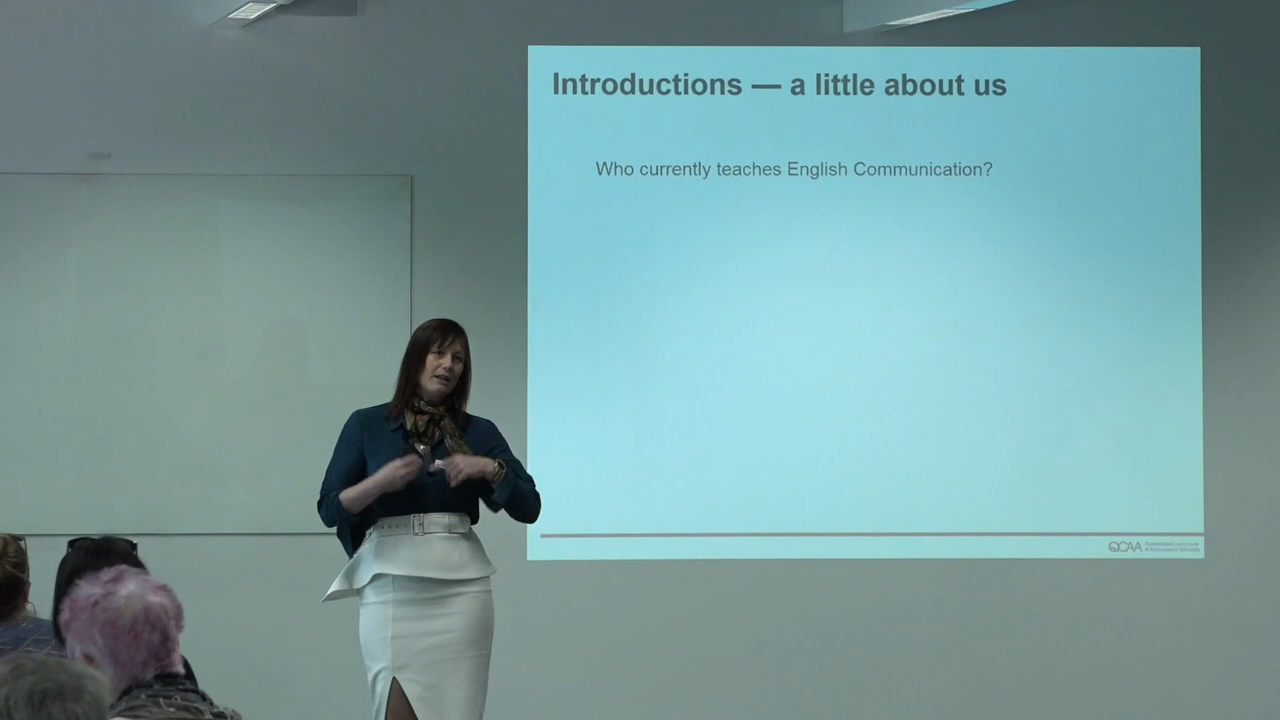 Introductions — a little about us
Who currently teaches English Communication?
QCAA